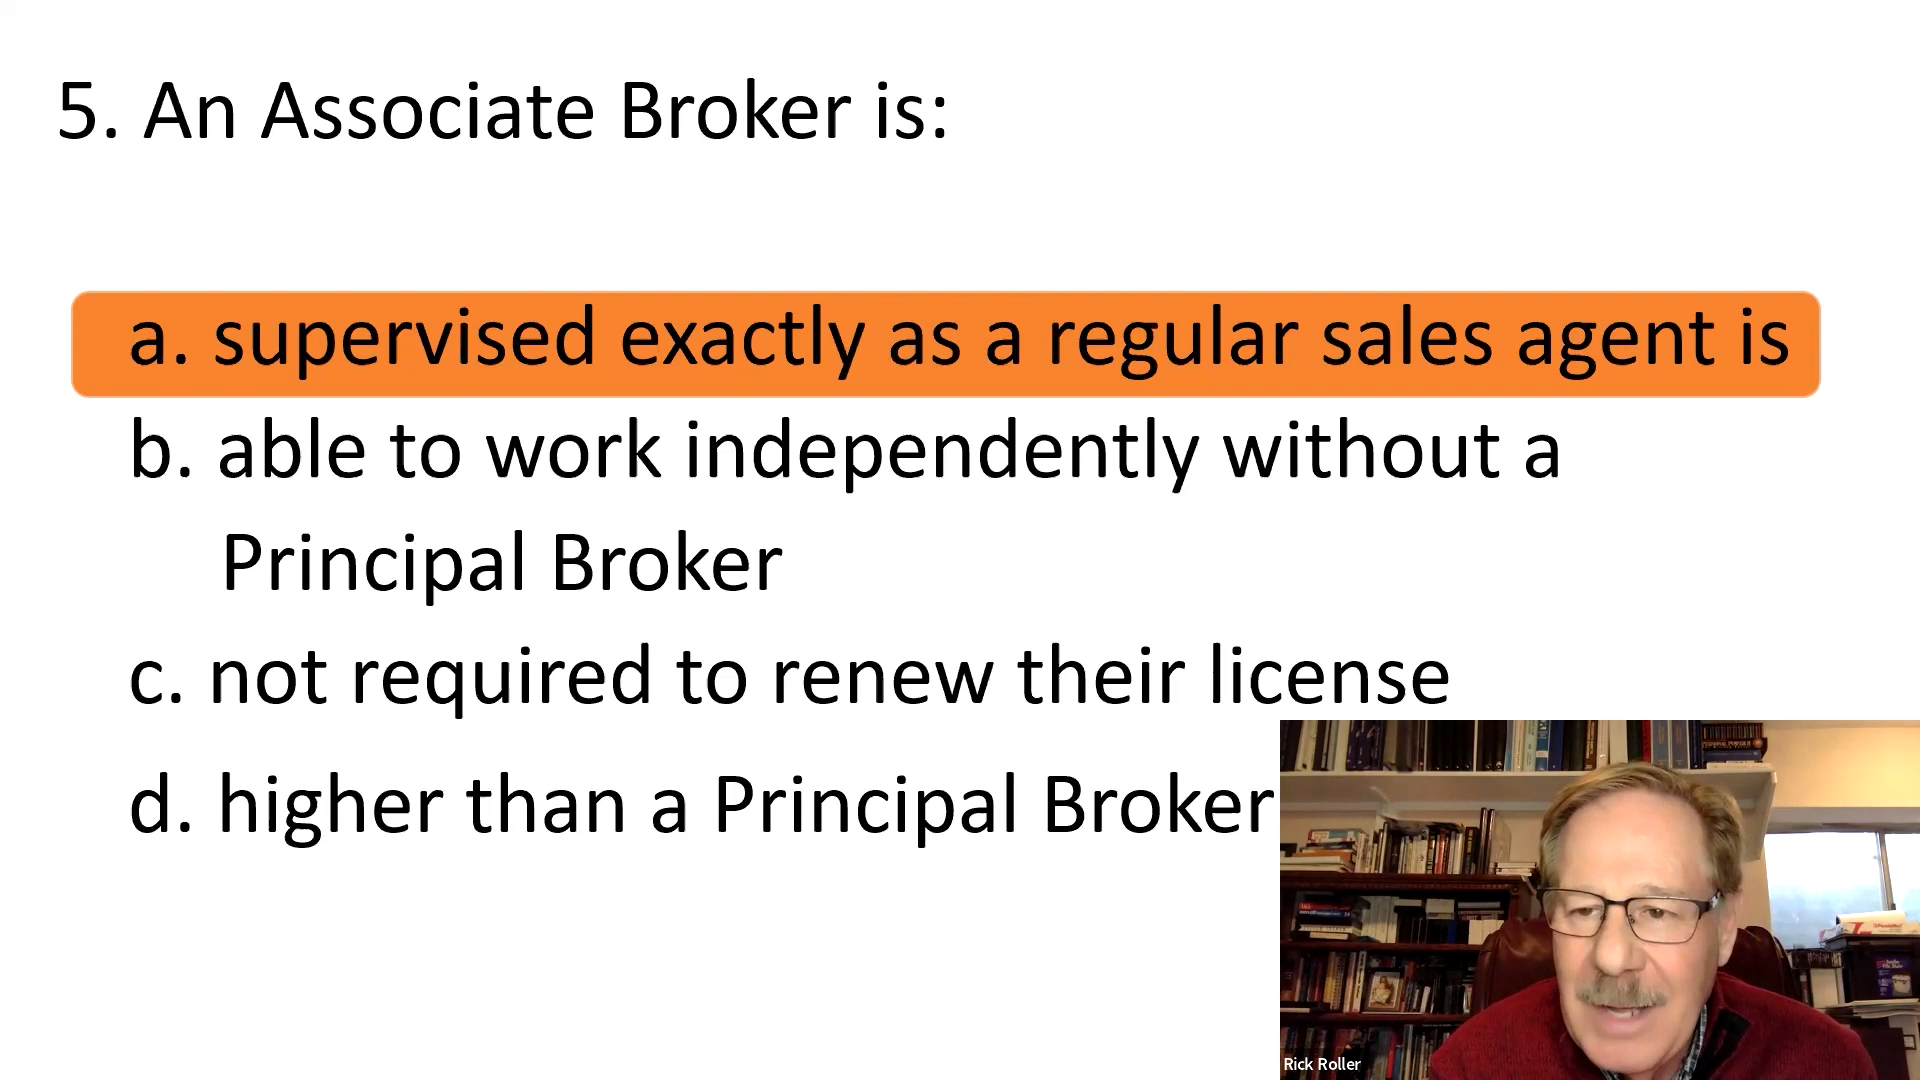 5. An Associate Broker is:
a. supervised exactly as a regular sales agent is
b. able to work independently without a
Principal Broker
c. not required to renew their license
d. higher than a Principal Broker
Rick Roller